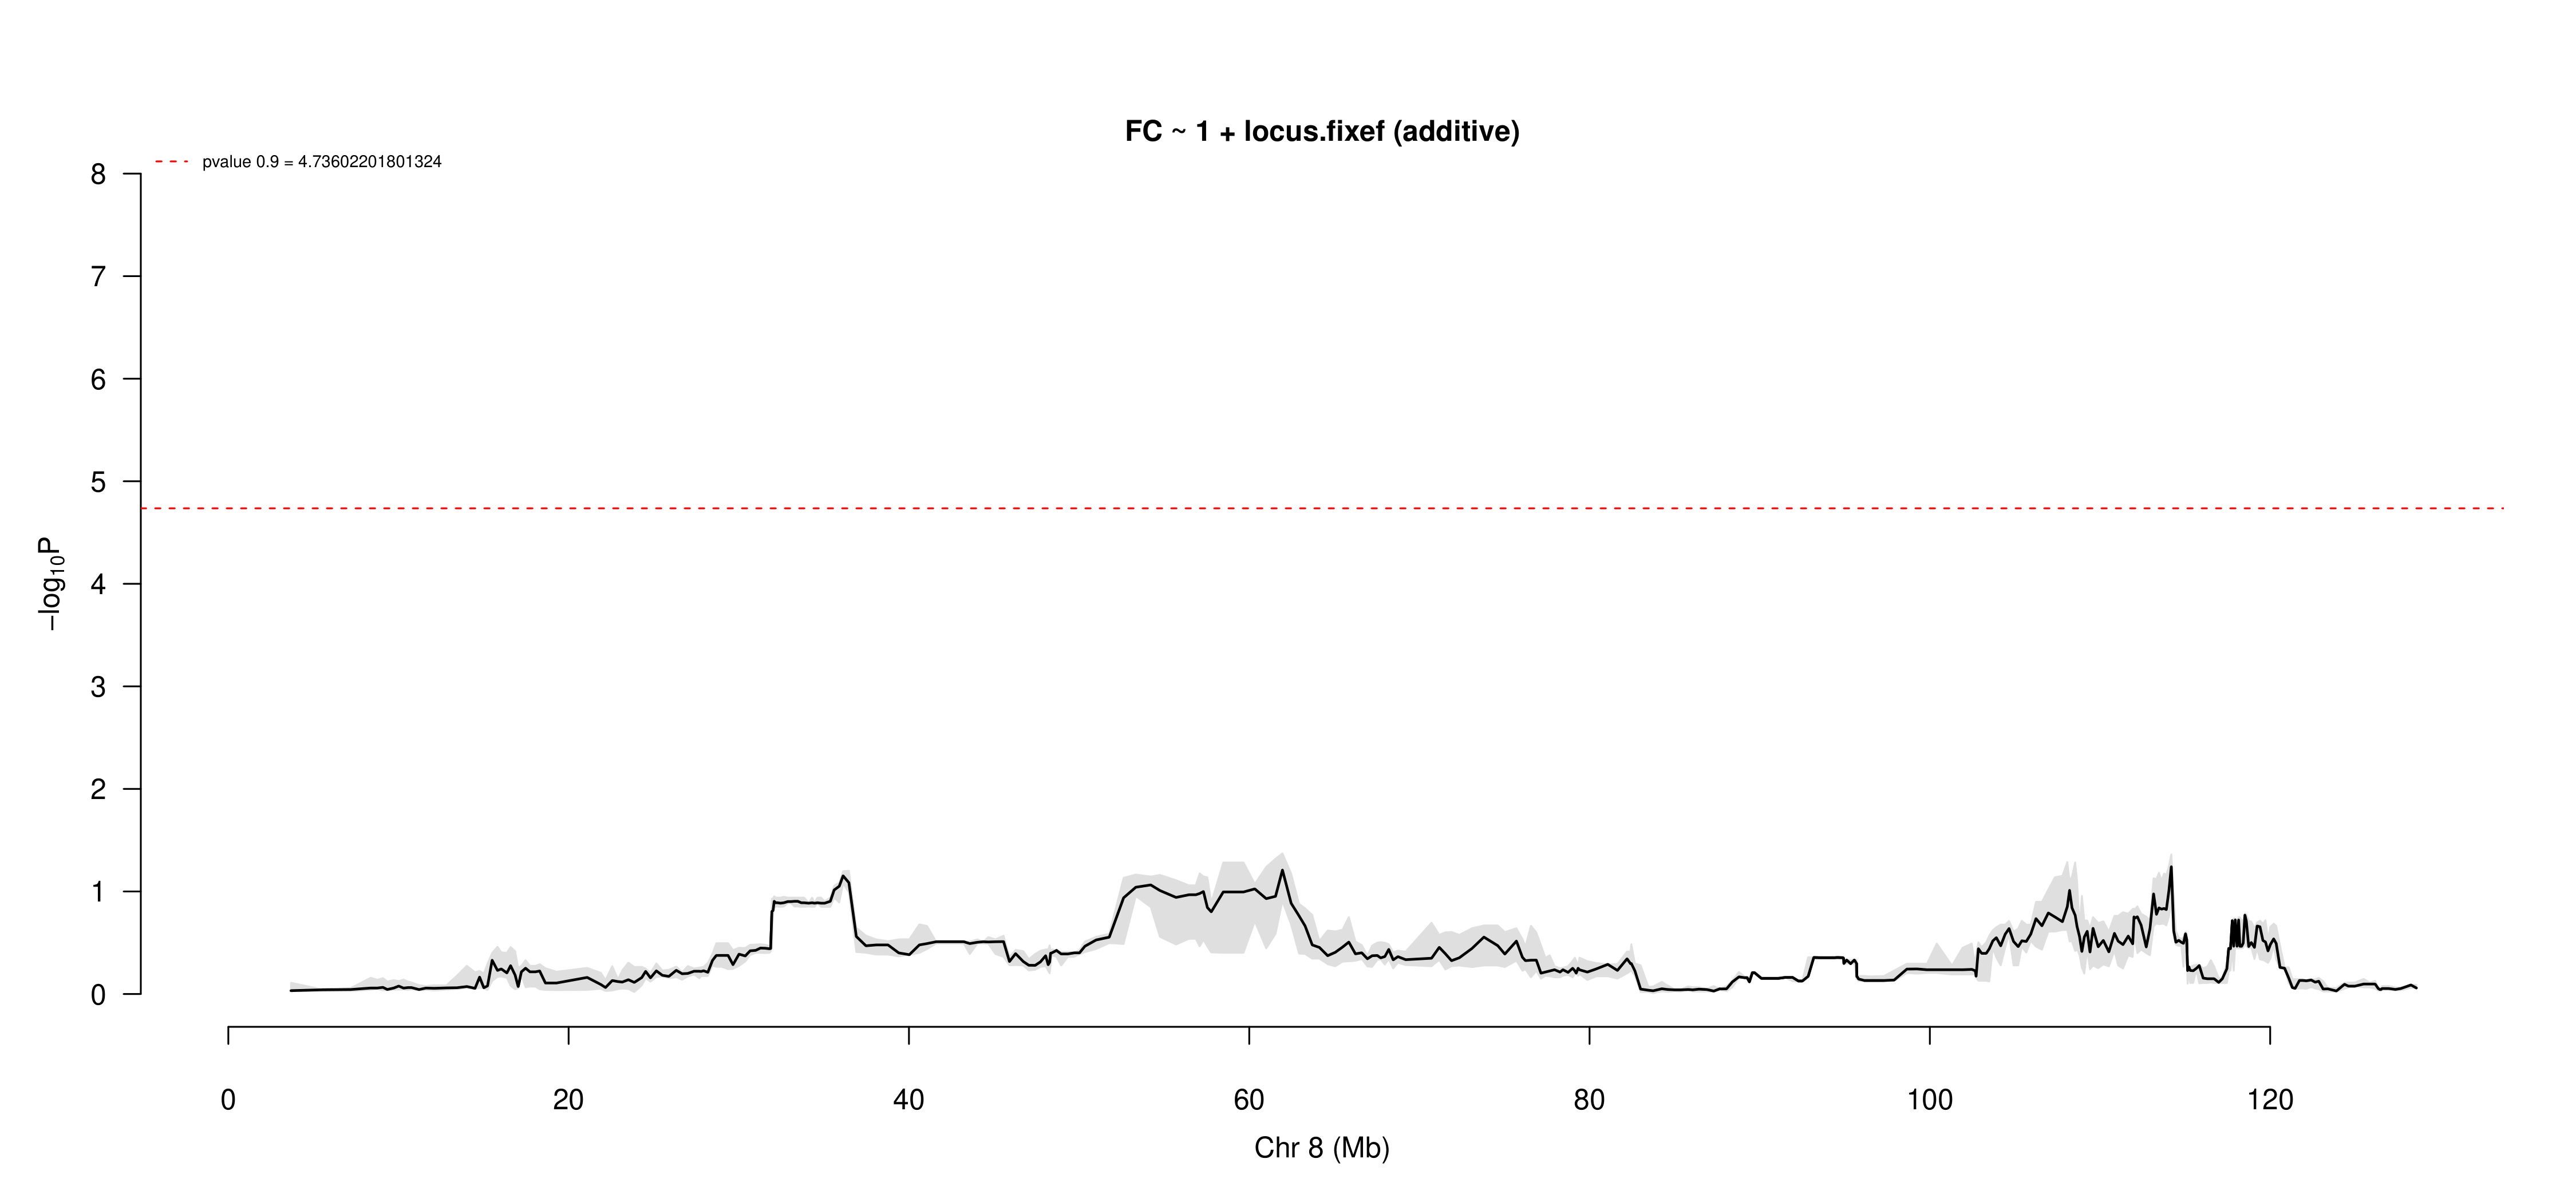 FC ~ 1 + locus.fixef (additive)
pvalue 0.9 = 4.73602201801324
8
7
6
5
4
3
2
1
0
−log10P
0 20 40 60 80 100 120
Chr 8 (Mb)